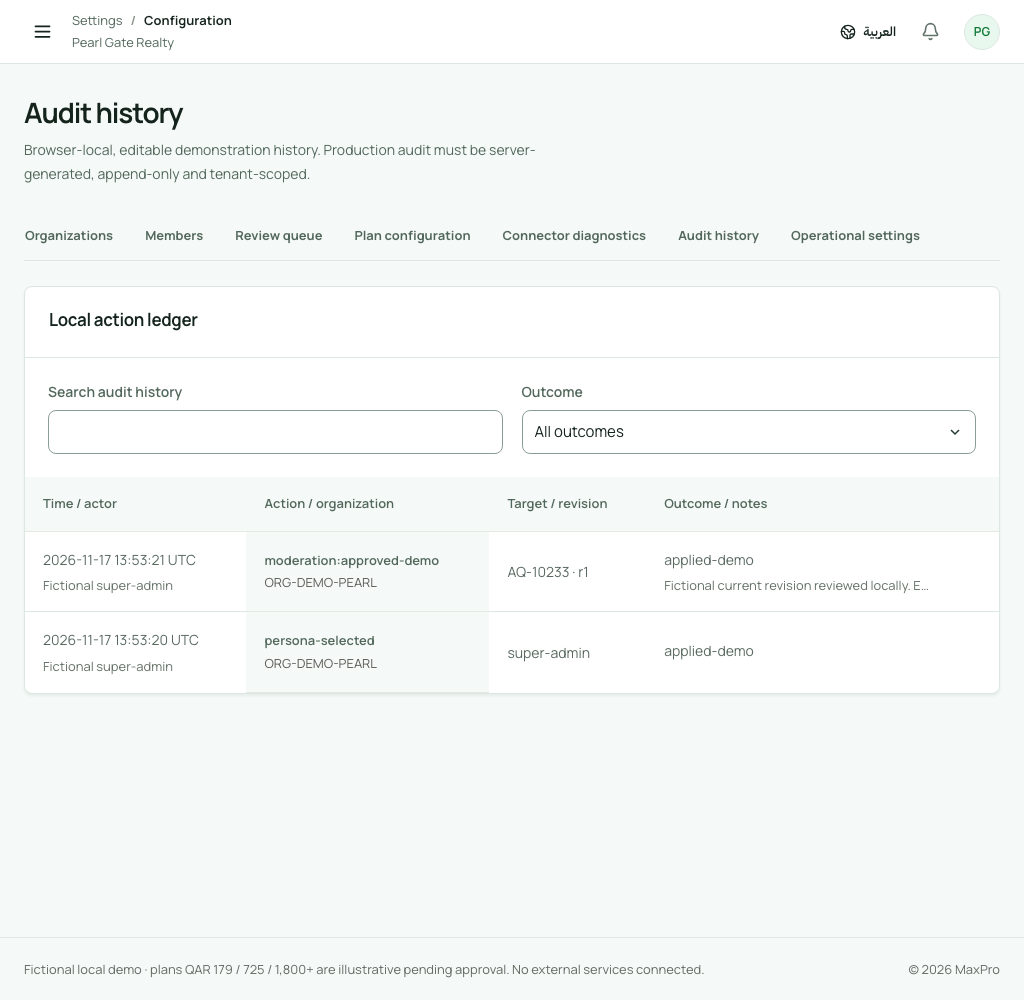 Settings / Configuration
Pearl Gate Realty
العربية
PG
Audit history
Browser-local, editable demonstration history. Production audit must be server-
generated, append-only and tenant-scoped.
Organizations Members Review queue Plan configuration Connector diagnostics Audit history Operational settings
Local action ledger
Search audit history Outcome
All outcomes
Time / actor Action / organization Target / revision Outcome / notes
2026-11-17 13:53:21 UTC moderation:approved-demo AQ-10233 · r1 applied-demo
Fictional super-admin ORG-DEMO-PEARL Fictional current revision reviewed locally. E…
2026-11-17 13:53:20 UTC persona-selected super-admin applied-demo
Fictional super-admin ORG-DEMO-PEARL
Fictional local demo · plans QAR 179 / 725 / 1,800+ are illustrative pending approval. No external services connected. © 2026 MaxPro